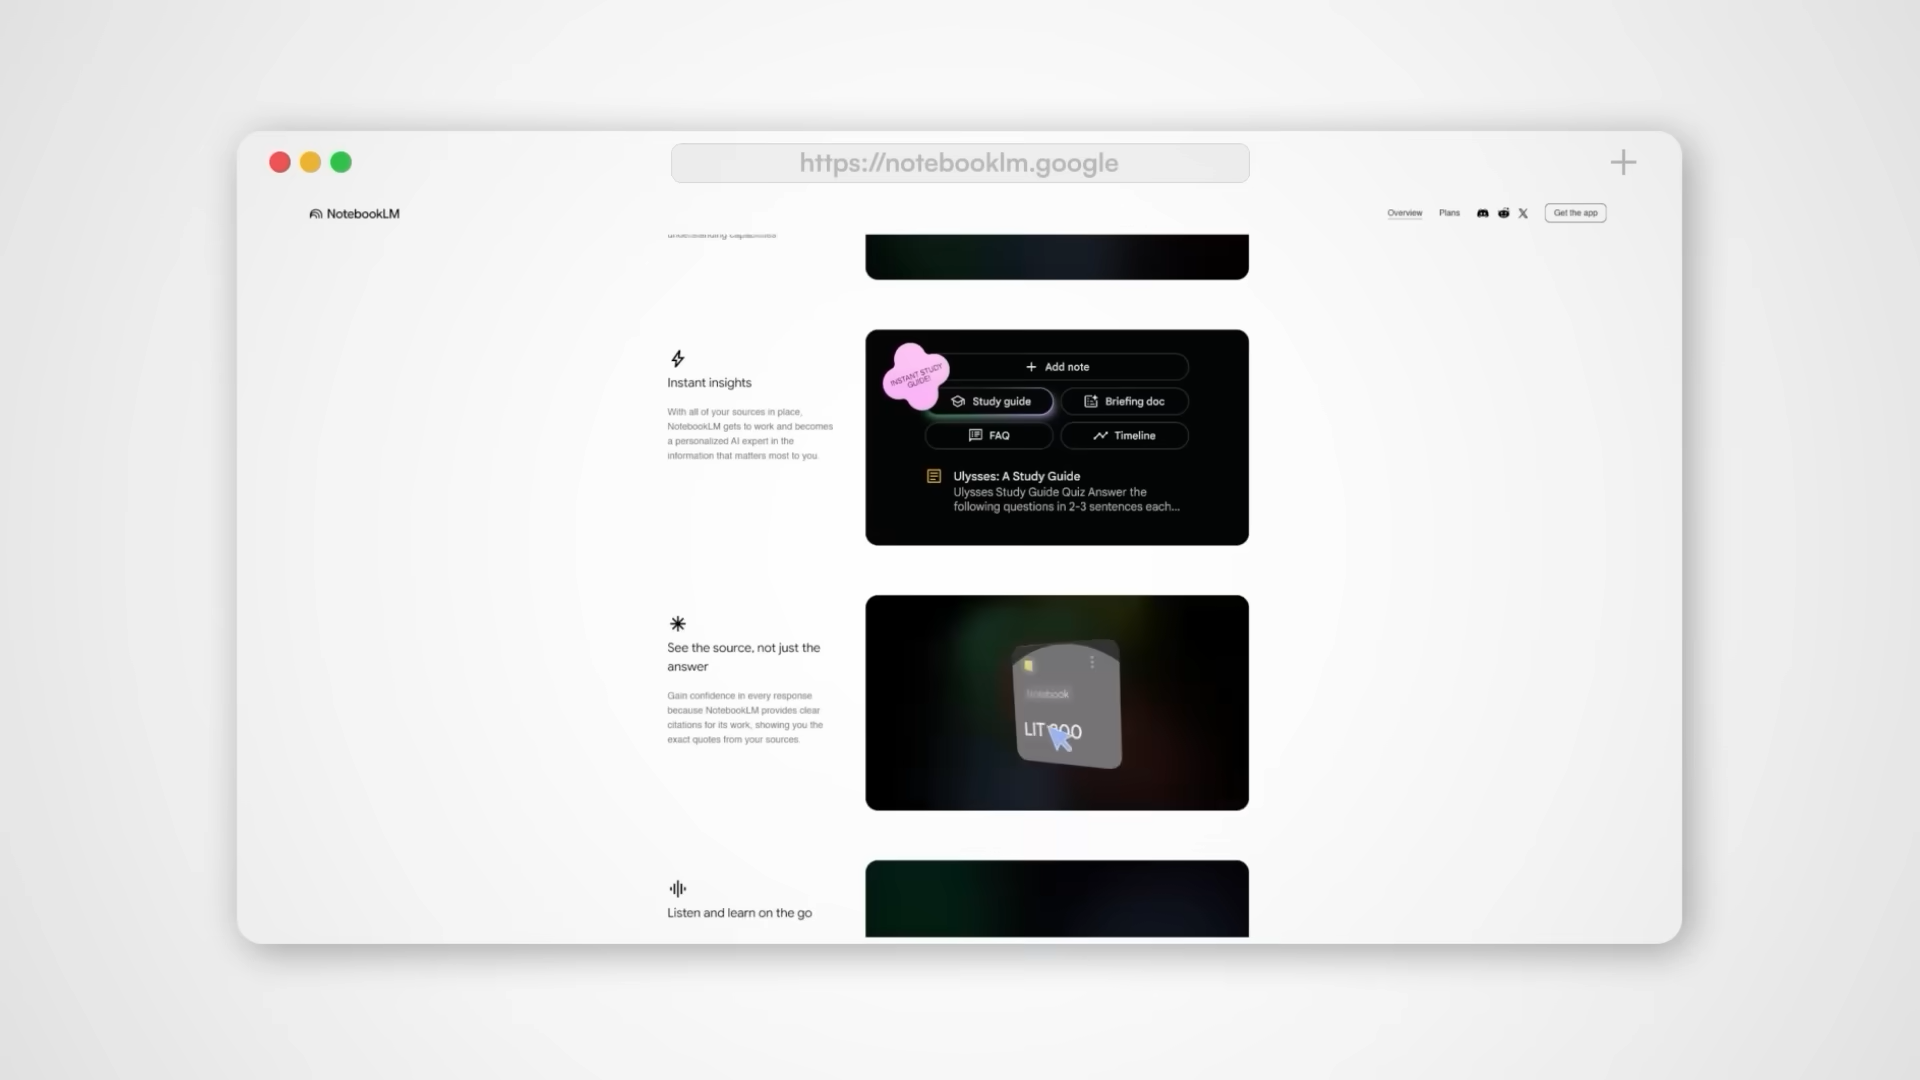 https://notebooklm.google
NotebookLM
Overview
Plans
Get the app
understanding capabilities
Instant insights
With all of your sources in place,
NotebookLM gets to work and becomes
a personalized AI expert in the
information that matters most to you.
INSTANT STUDY
GUIDE!
Add note
Study guide
Briefing doc
FAQ
Timeline
Ulysses: A Study Guide
Ulysses Study Guide Quiz Answer the
following questions in 2-3 sentences each...
See the source, not just the
answer
Gain confidence in every response
because NotebookLM provides clear
citations for its work, showing you the
exact quotes from your sources.
Notebook
LIT
Listen and learn on the go